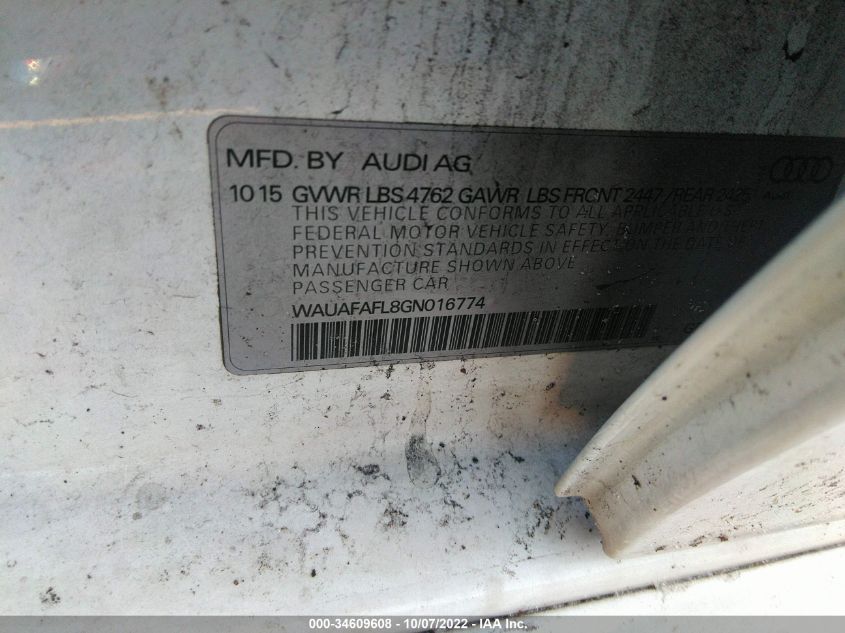 MFD. BY AUDI AG
10 15 GVWR LBS 4762 GAWR LBS FRONT 2447/REAR 2425 Audi
THIS VEHICLE CONFORMS TO ALL APPLICABLE U.S.
FEDERAL MOTOR VEHICLE SAFETY, BUMPER AND THEFT
PREVENTION STANDARDS IN EFFECT ON THE DATE
MANUFACTURE SHOWN ABOVE
PASSENGER CAR
WAUAFAFL8GN016774
000-34609608 - 10/07/2022 - IAA Inc.